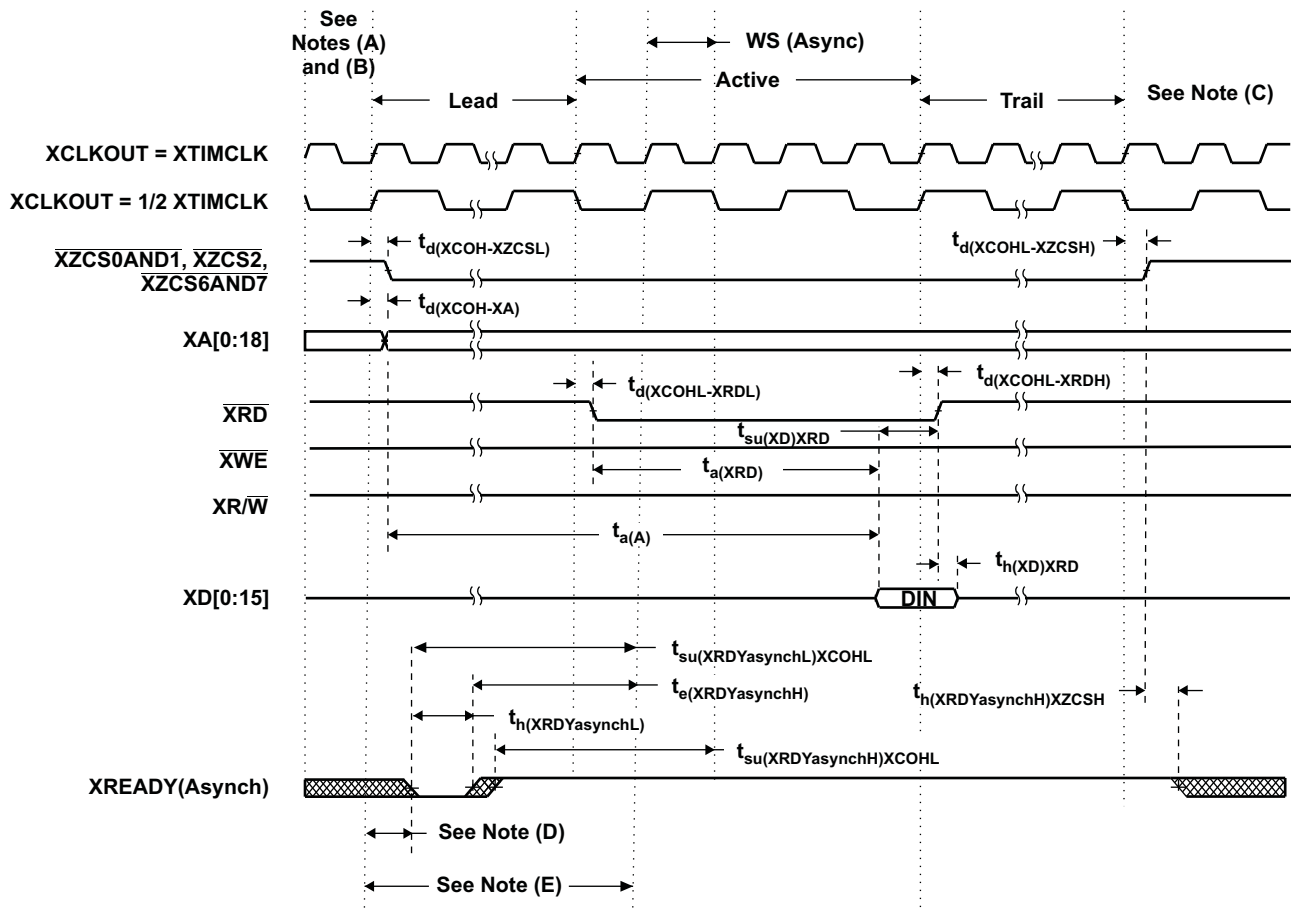 See
Notes (A)
and (B)
WS (Async)
Active
Lead
Trail
See Note (C)
XCLKOUT = XTIMCLK
XCLKOUT = 1/2 XTIMCLK
td(XCOH-XZCSL)
td(XCOHL-XZCSH)
XZCS0AND1, XZCS2,
XZCS6AND7
td(XCOH-XA)
XA[0:18]
td(XCOHL-XRDL)
td(XCOHL-XRDH)
XRD
tsu(XD)XRD
XWE
ta(XRD)
XR/W
ta(A)
th(XD)XRD
XD[0:15]
DIN
tsu(XRDYasynchL)XCOHL
te(XRDYasynchH)
th(XRDYasynchH)XZCSH
th(XRDYasynchL)
tsu(XRDYasynchH)XCOHL
XREADY(Asynch)
See Note (D)
See Note (E)